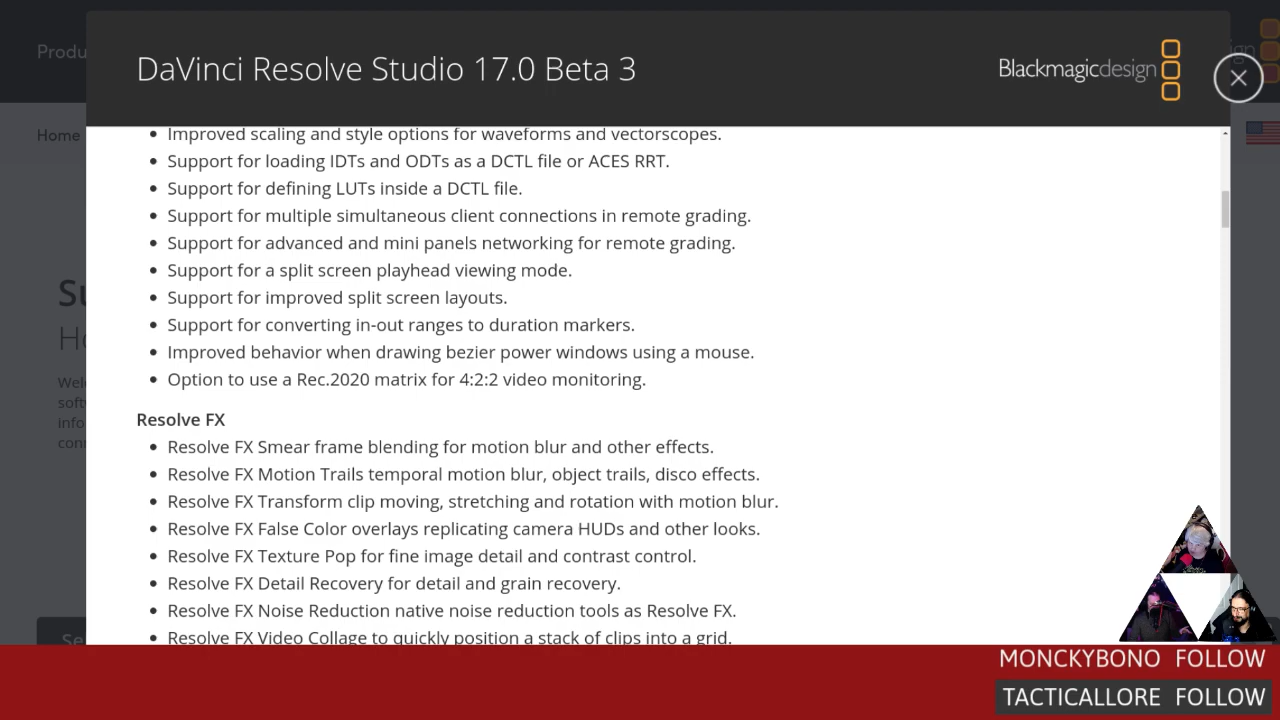 Produ
DaVinci Resolve Studio 17.0 Beta 3
Blackmagicdesign
Home
Improved scaling and style options for waveforms and vectorscopes.
Support for loading IDTs and ODTs as a DCTL file or ACES RRT.
Support for defining LUTs inside a DCTL file.
Support for multiple simultaneous client connections in remote grading.
Support for advanced and mini panels networking for remote grading.
Support for a split screen playhead viewing mode.
Support for improved split screen layouts.
Support for converting in-out ranges to duration markers.
Improved behavior when drawing bezier power windows using a mouse.
Option to use a Rec.2020 matrix for 4:2:2 video monitoring.
Resolve FX
Resolve FX Smear frame blending for motion blur and other effects.
Resolve FX Motion Trails temporal motion blur, object trails, disco effects.
Resolve FX Transform clip moving, stretching and rotation with motion blur.
Resolve FX False Color overlays replicating camera HUDs and other looks.
Resolve FX Texture Pop for fine image detail and contrast control.
Resolve FX Detail Recovery for detail and grain recovery.
Resolve FX Noise Reduction native noise reduction tools as Resolve FX.
Resolve FX Video Collage to quickly position a stack of clips into a grid.
MONCKYBONO FOLLOW
TACTICALLORE FOLLOW